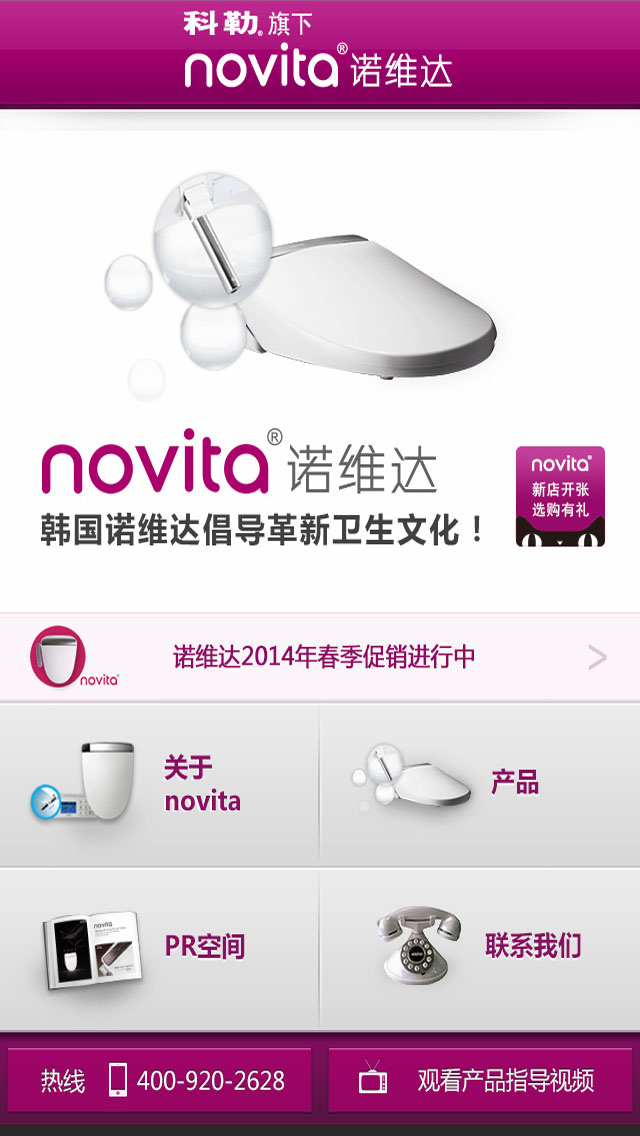 科勒®旗下
novita®诺维达
novita®诺维达
韩国诺维达倡导革新卫生文化！
novita®
新店开张
选购有礼
novita®
诺维达2014年春季促销进行中
关于
novita
产品
novita
PR空间
联系我们
热线 400-920-2628
观看产品指导视频